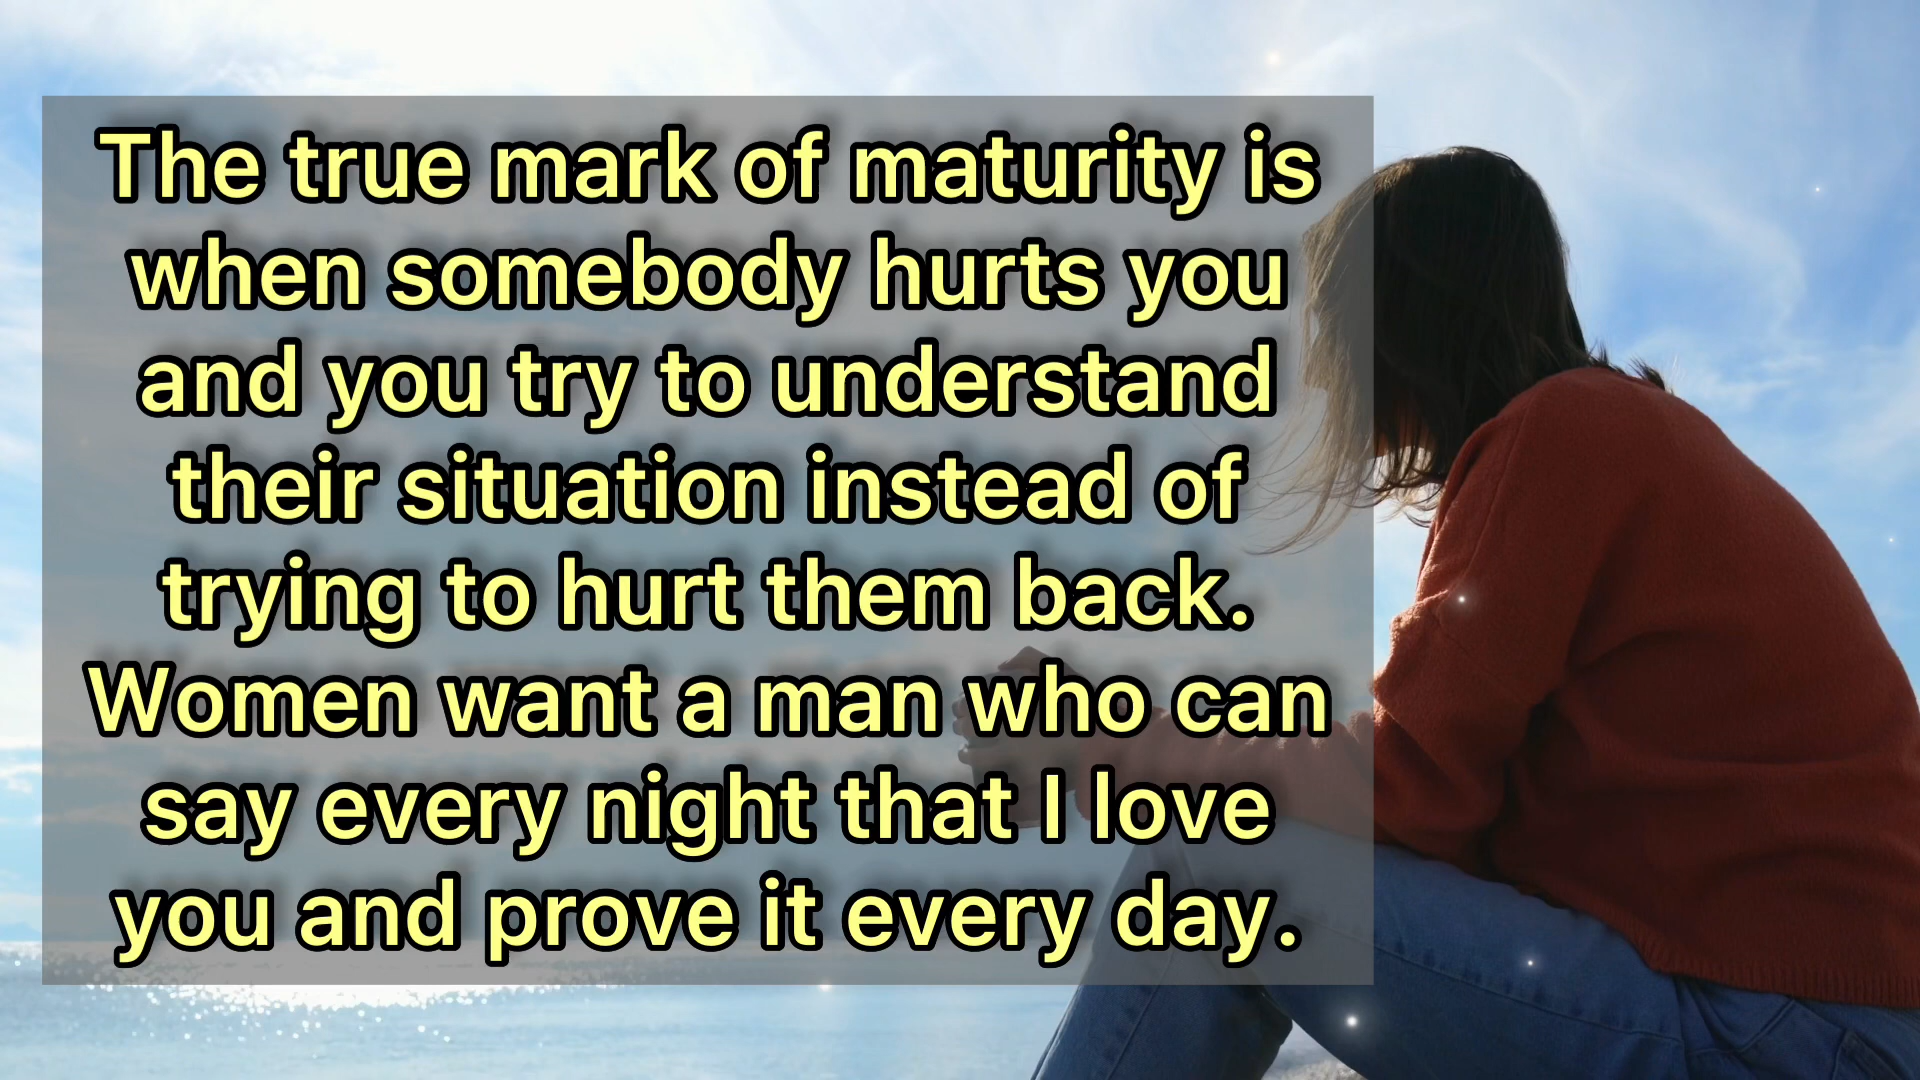 The true mark of maturity is
when somebody hurts you
and you try to understand
their situation instead of
trying to hurt them back.
Women want a man who can
say every night that I love
you and prove it every day.